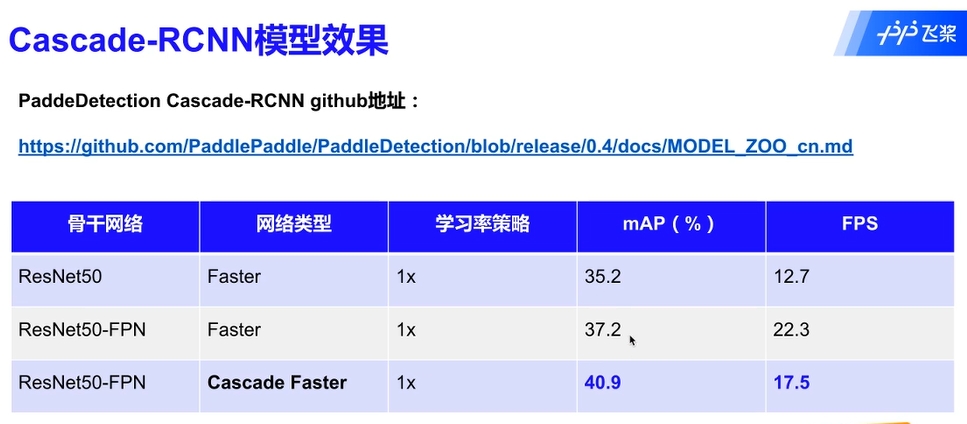 Cascade-RCNN模型效果
飞桨
PaddeDetection Cascade-RCNN github地址：
https://github.com/PaddlePaddle/PaddleDetection/blob/release/0.4/docs/MODEL_ZOO_cn.md
骨干网络 网络类型 学习率策略 mAP（%） FPS
ResNet50 Faster 1x 35.2 12.7
ResNet50-FPN Faster 1x 37.2 22.3
ResNet50-FPN Cascade Faster 1x 40.9 17.5